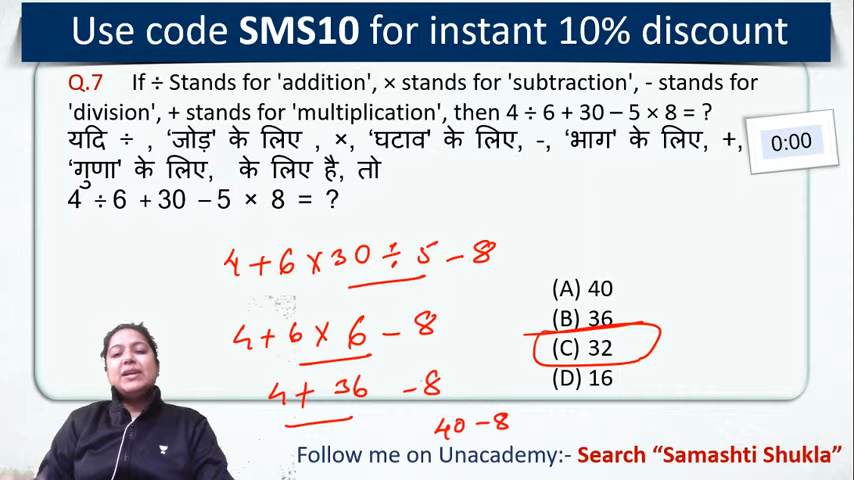 Use code SMS10 for instant 10% discount
Q.7 If ÷ Stands for 'addition', × stands for 'subtraction', - stands for
'division', + stands for 'multiplication', then 4 ÷ 6 + 30 – 5 × 8 = ?
यदि ÷ , 'जोड़' के लिए , ×, 'घटाव' के लिए, -, 'भाग' के लिए, +,
'गुणा' के लिए, के लिए है, तो
4 ÷ 6 + 30 – 5 × 8 = ?
0:00
4 + 6 × 30 ÷ 5 - 8
4 + 6 × 6 - 8
4 + 36 - 8
40 - 8
(A) 40
(B) 36
(C) 32
(D) 16
Follow me on Unacademy:- Search “Samashti Shukla”